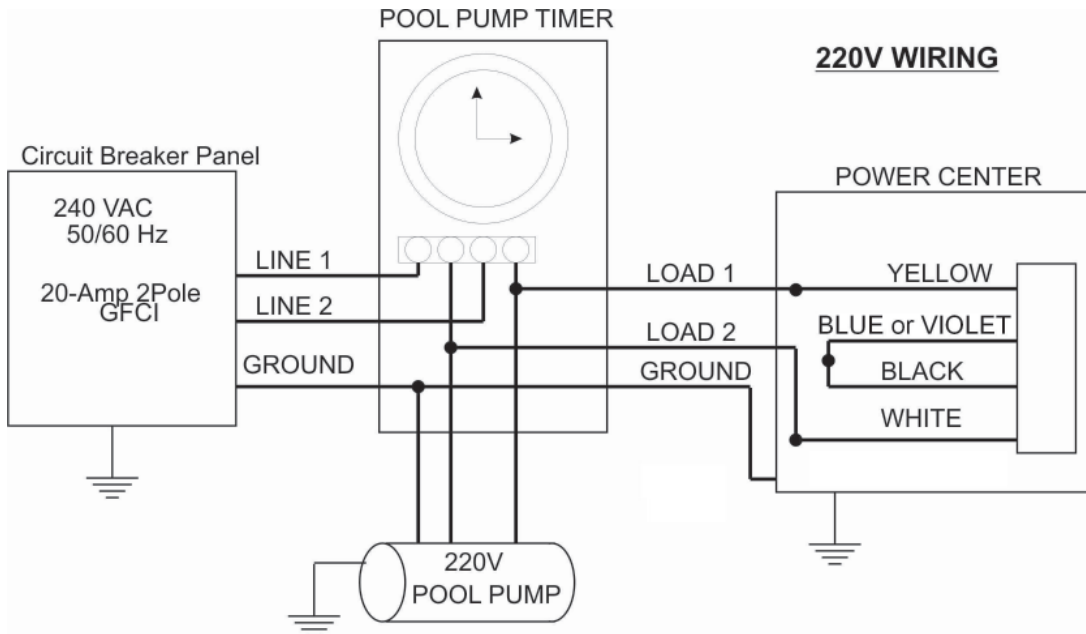 POOL PUMP TIMER
220V WIRING
Circuit Breaker Panel
240 VAC
50/60 Hz
20-Amp 2Pole
GFCI
LINE 1
LINE 2
GROUND
POWER CENTER
LOAD 1
YELLOW
BLUE or VIOLET
LOAD 2
GROUND
BLACK
WHITE
220V
POOL PUMP